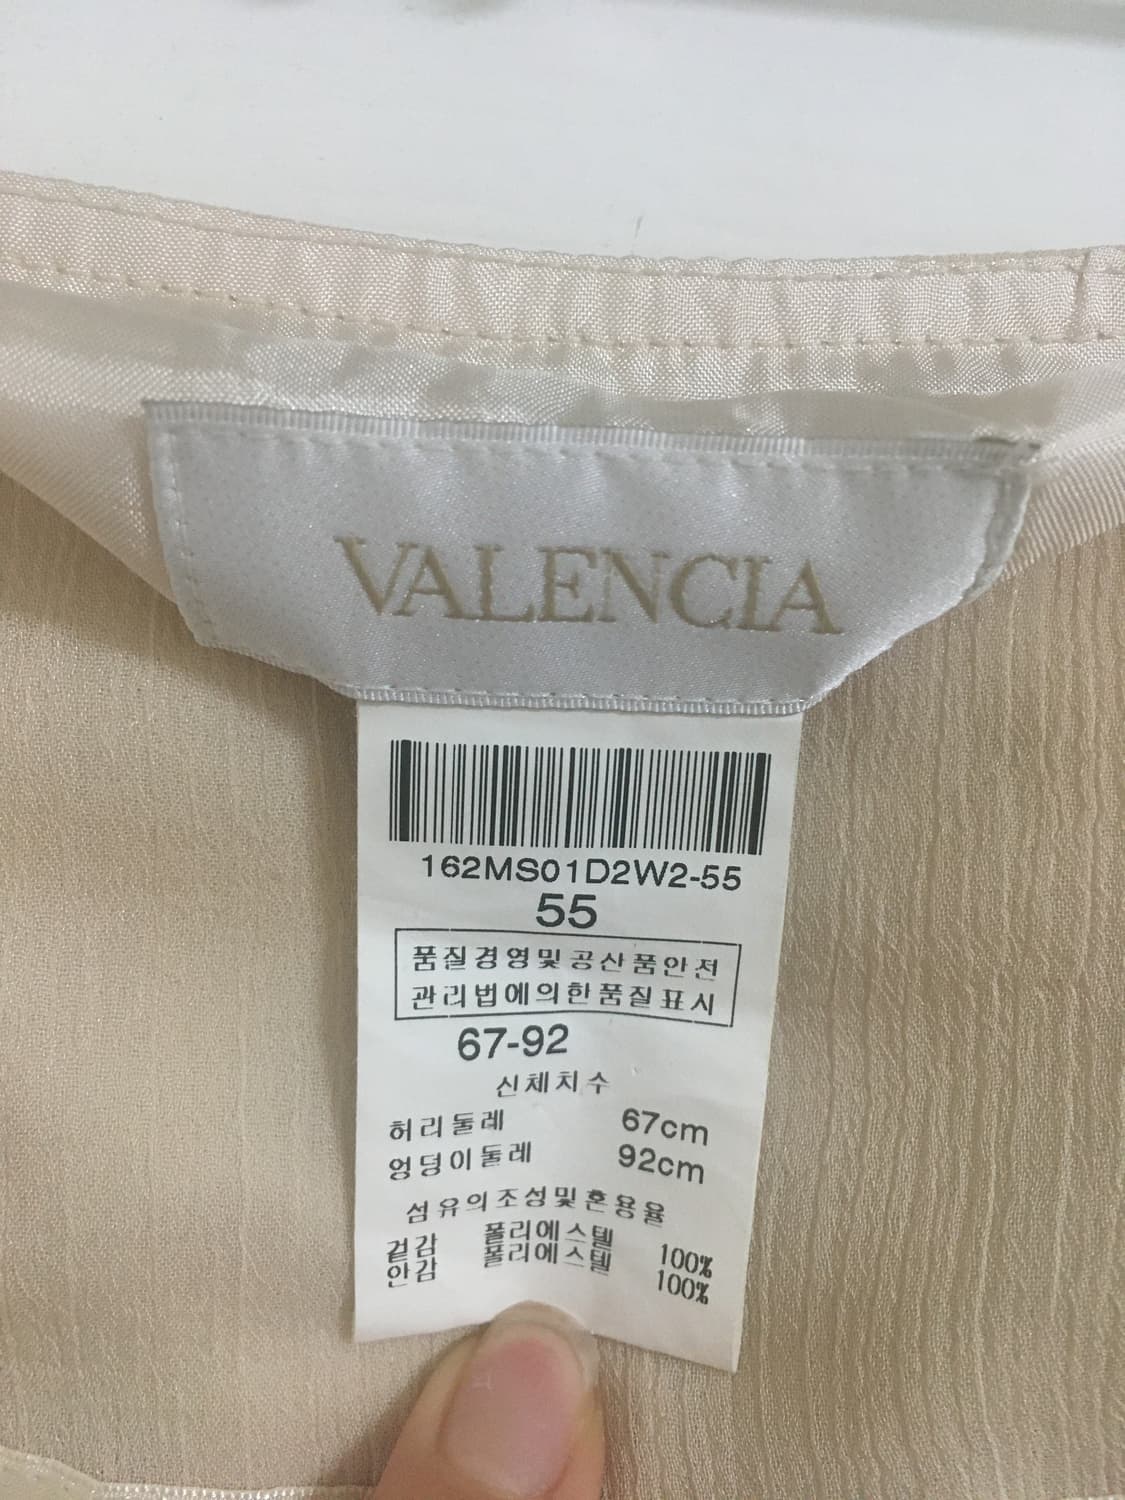 VALENCIA
162MS01D2W2-55
55
품질경영및공산품안전
관리법에의한품질표시
67-92
신체치수
허리둘레 67cm
엉덩이둘레 92cm
섬유의조성및혼용율
겉감 폴리에스텔 100%
안감 폴리에스텔 100%